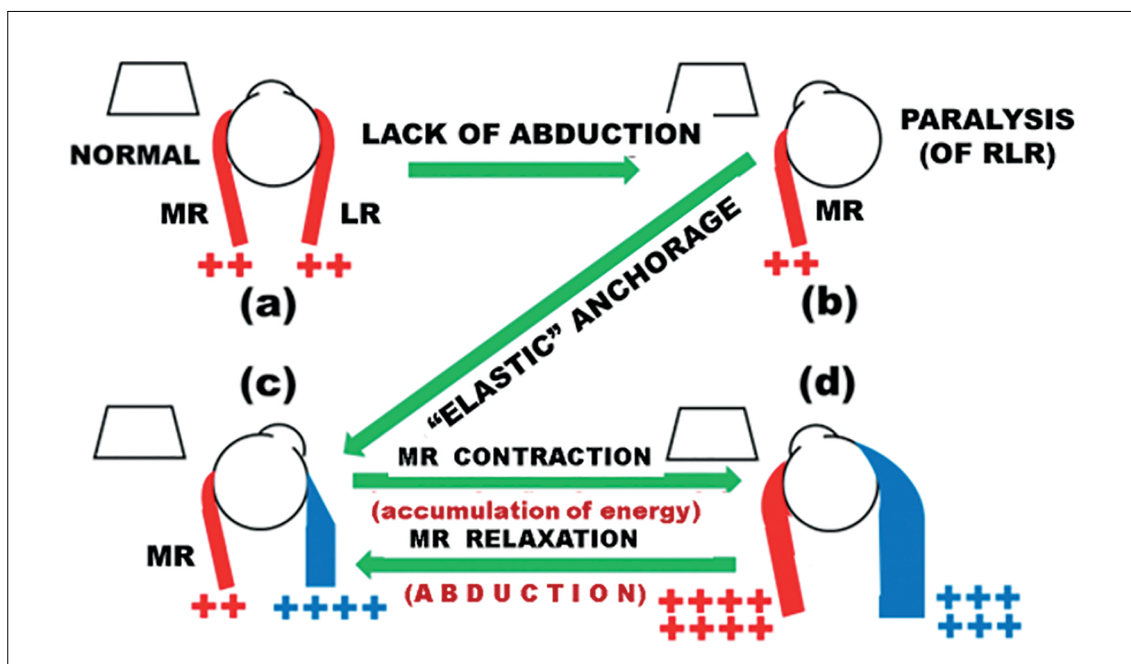 NORMAL
MR
LR
++
++
(a)
LACK OF ABDUCTION
PARALYSIS
(OF RLR)
MR
++
(b)
“ELASTIC” ANCHORAGE
(c)
MR
++
++++
MR CONTRACTION
(accumulation of energy)
MR RELAXATION
(ABDUCTION)
(d)
++++
++++
+++
+++